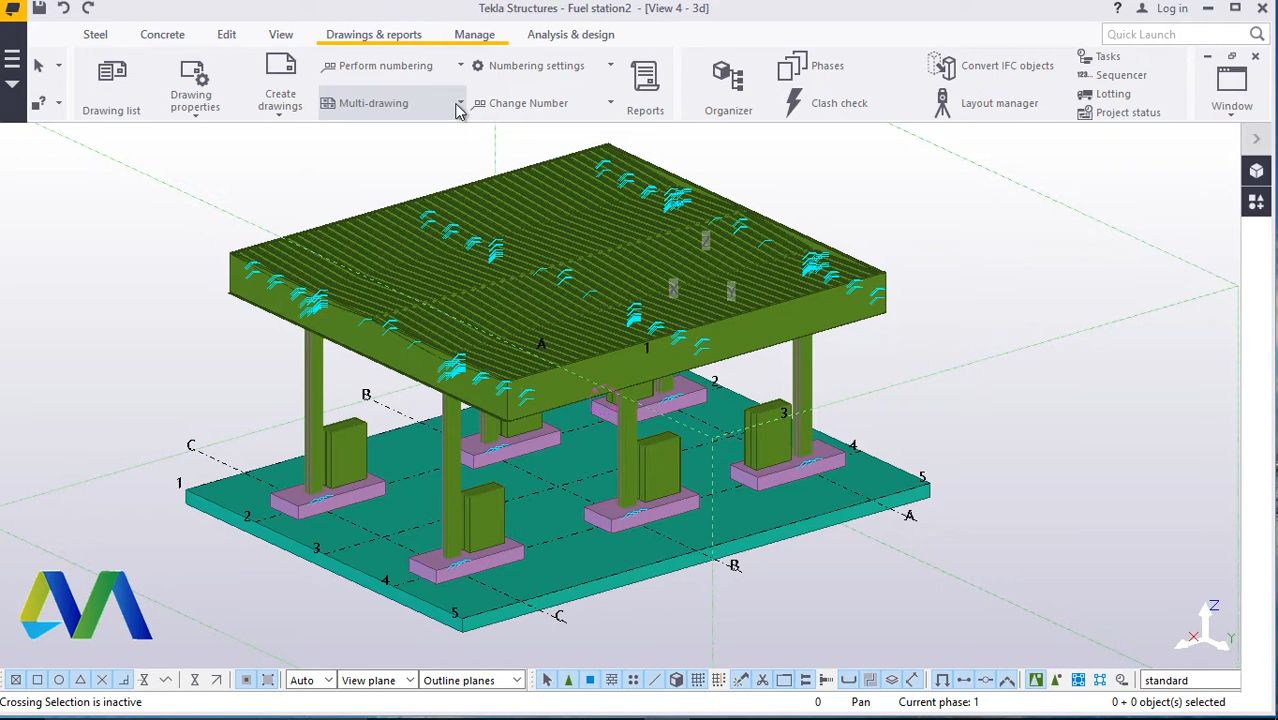 Tekla Structures - Fuel station2 - [View 4 - 3d]
? Log in
Steel Concrete Edit View Drawings & reports Manage Analysis & design
Quick Launch
Perform numbering Numbering settings
Phases
Convert IFC objects
Tasks
123... Sequencer
Multi-drawing Change Number
Clash check
Layout manager
Lotting
Project status
Drawing list
Drawing
properties
Create
drawings
Reports
Organizer
Window
A
1
2
B
3
C
4
1
5
2
A
3
B
4
5
C
Z
X
Y
Auto View plane Outline planes standard
Crossing Selection is inactive 0 Pan Current phase: 1 0 + 0 object(s) selected